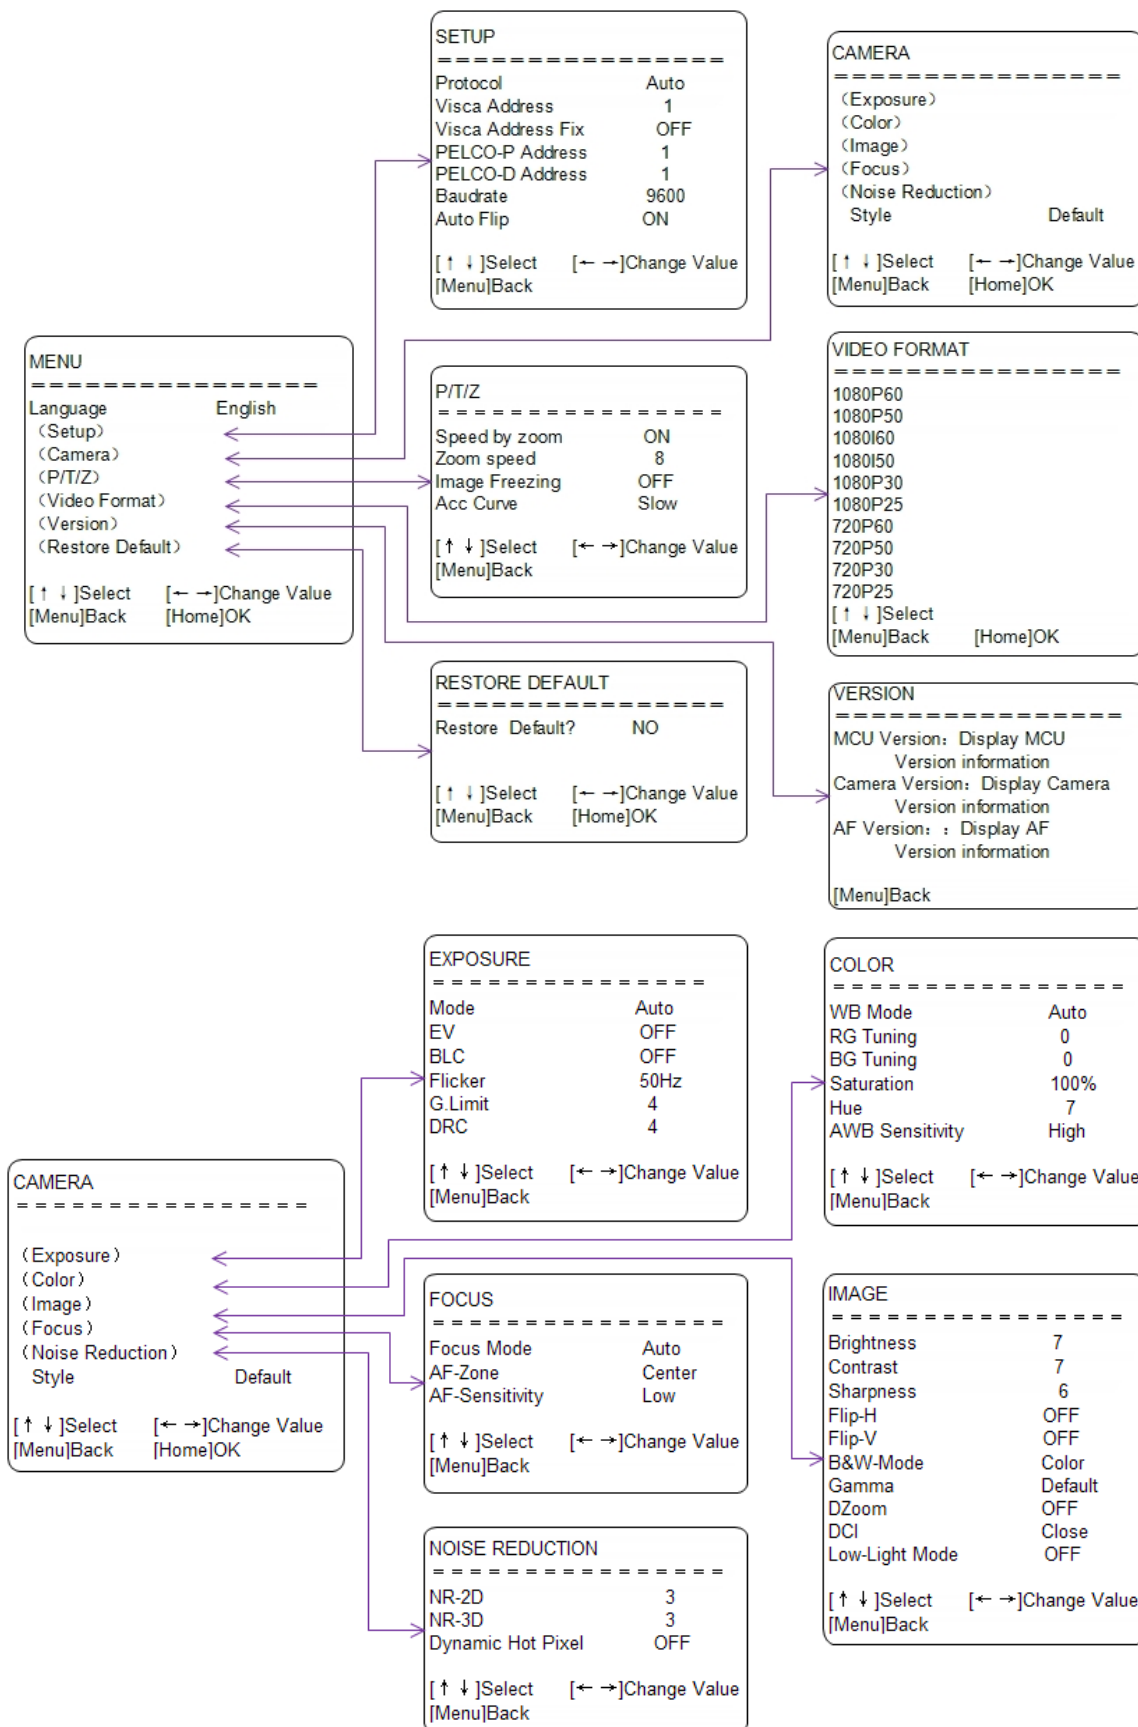 SETUP
================
Protocol Auto
Visca Address 1
Visca Address Fix OFF
PELCO-P Address 1
PELCO-D Address 1
Baudrate 9600
Auto Flip ON
[↑ ↓]Select [← →]Change Value
[Menu]Back
CAMERA
================
(Exposure)
(Color)
(Image)
(Focus)
(Noise Reduction)
Style Default
[↑ ↓]Select [← →]Change Value
[Menu]Back [Home]OK
MENU
================
Language English
(Setup)
(Camera)
(P/T/Z)
(Video Format)
(Version)
(Restore Default)
[↑ ↓]Select [← →]Change Value
[Menu]Back [Home]OK
P/T/Z
================
Speed by zoom ON
Zoom speed 8
Image Freezing OFF
Acc Curve Slow
[↑ ↓]Select [← →]Change Value
[Menu]Back
VIDEO FORMAT
================
1080P60
1080P50
1080I60
1080I50
1080P30
1080P25
720P60
720P50
720P30
720P25
[↑ ↓]Select
[Menu]Back [Home]OK
RESTORE DEFAULT
================
Restore Default? NO
[↑ ↓]Select [← →]Change Value
[Menu]Back [Home]OK
VERSION
================
MCU Version: Display MCU
Version information
Camera Version: Display Camera
Version information
AF Version: : Display AF
Version information
[Menu]Back
EXPOSURE
===============
Mode Auto
EV OFF
BLC OFF
Flicker 50Hz
G.Limit 4
DRC 4
[↑ ↓]Select [← →]Change Value
[Menu]Back
COLOR
================
WB Mode Auto
RG Tuning 0
BG Tuning 0
Saturation 100%
Hue 7
AWB Sensitivity High
[↑ ↓]Select [← →]Change Value
[Menu]Back
CAMERA
================
(Exposure)
(Color)
(Image)
(Focus)
(Noise Reduction)
Style Default
[↑ ↓]Select [← →]Change Value
[Menu]Back [Home]OK
FOCUS
================
Focus Mode Auto
AF-Zone Center
AF-Sensitivity Low
[↑ ↓]Select [← →]Change Value
[Menu]Back
IMAGE
================
Brightness 7
Contrast 7
Sharpness 6
Flip-H OFF
Flip-V OFF
B&W-Mode Color
Gamma Default
DZoom OFF
DCI Close
Low-Light Mode OFF
[↑ ↓]Select [← →]Change Value
[Menu]Back
NOISE REDUCTION
================
NR-2D 3
NR-3D 3
Dynamic Hot Pixel OFF
[↑ ↓]Select [← →]Change Value
[Menu]Back